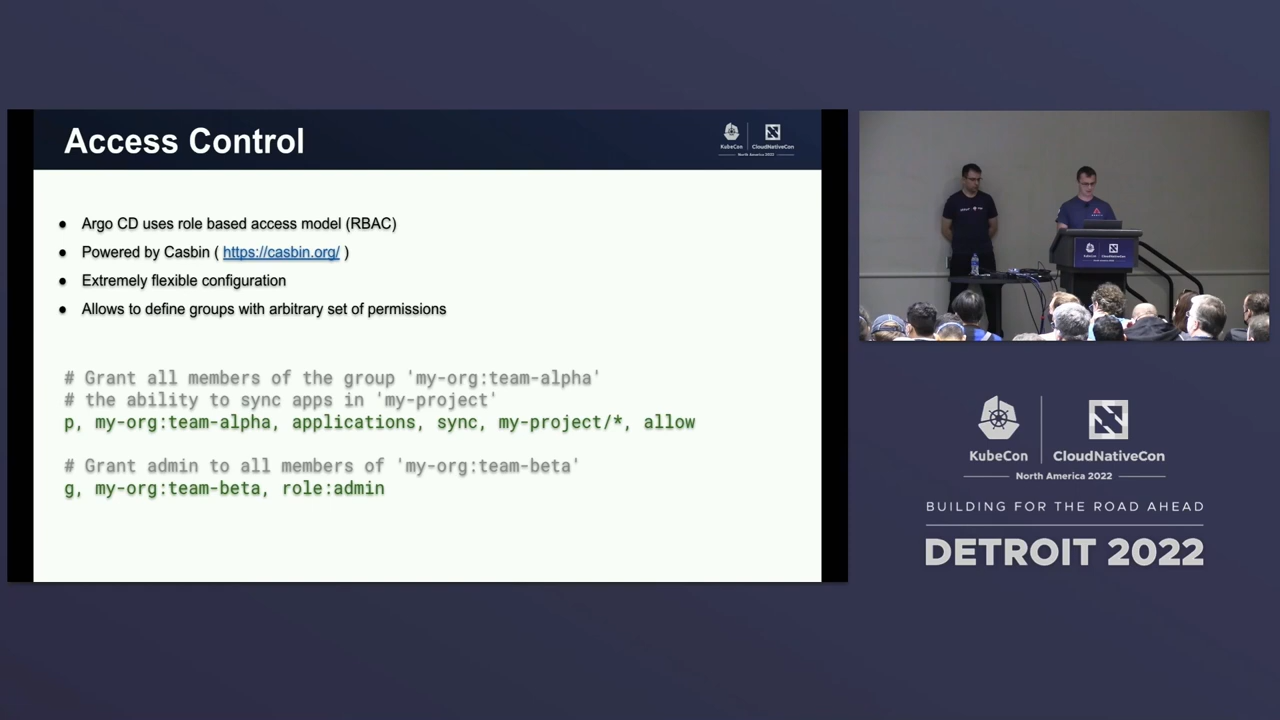 Access Control
KubeCon
CloudNativeCon
North America 2022
● Argo CD uses role based access model (RBAC)
● Powered by Casbin ( https://casbin.org/ )
● Extremely flexible configuration
● Allows to define groups with arbitrary set of permissions
# Grant all members of the group 'my-org:team-alpha'
# the ability to sync apps in 'my-project'
p, my-org:team-alpha, applications, sync, my-project/*, allow
# Grant admin to all members of 'my-org:team-beta'
g, my-org:team-beta, role:admin
KubeCon
CloudNativeCon
North America 2022
BUILDING FOR THE ROAD AHEAD
DETROIT 2022